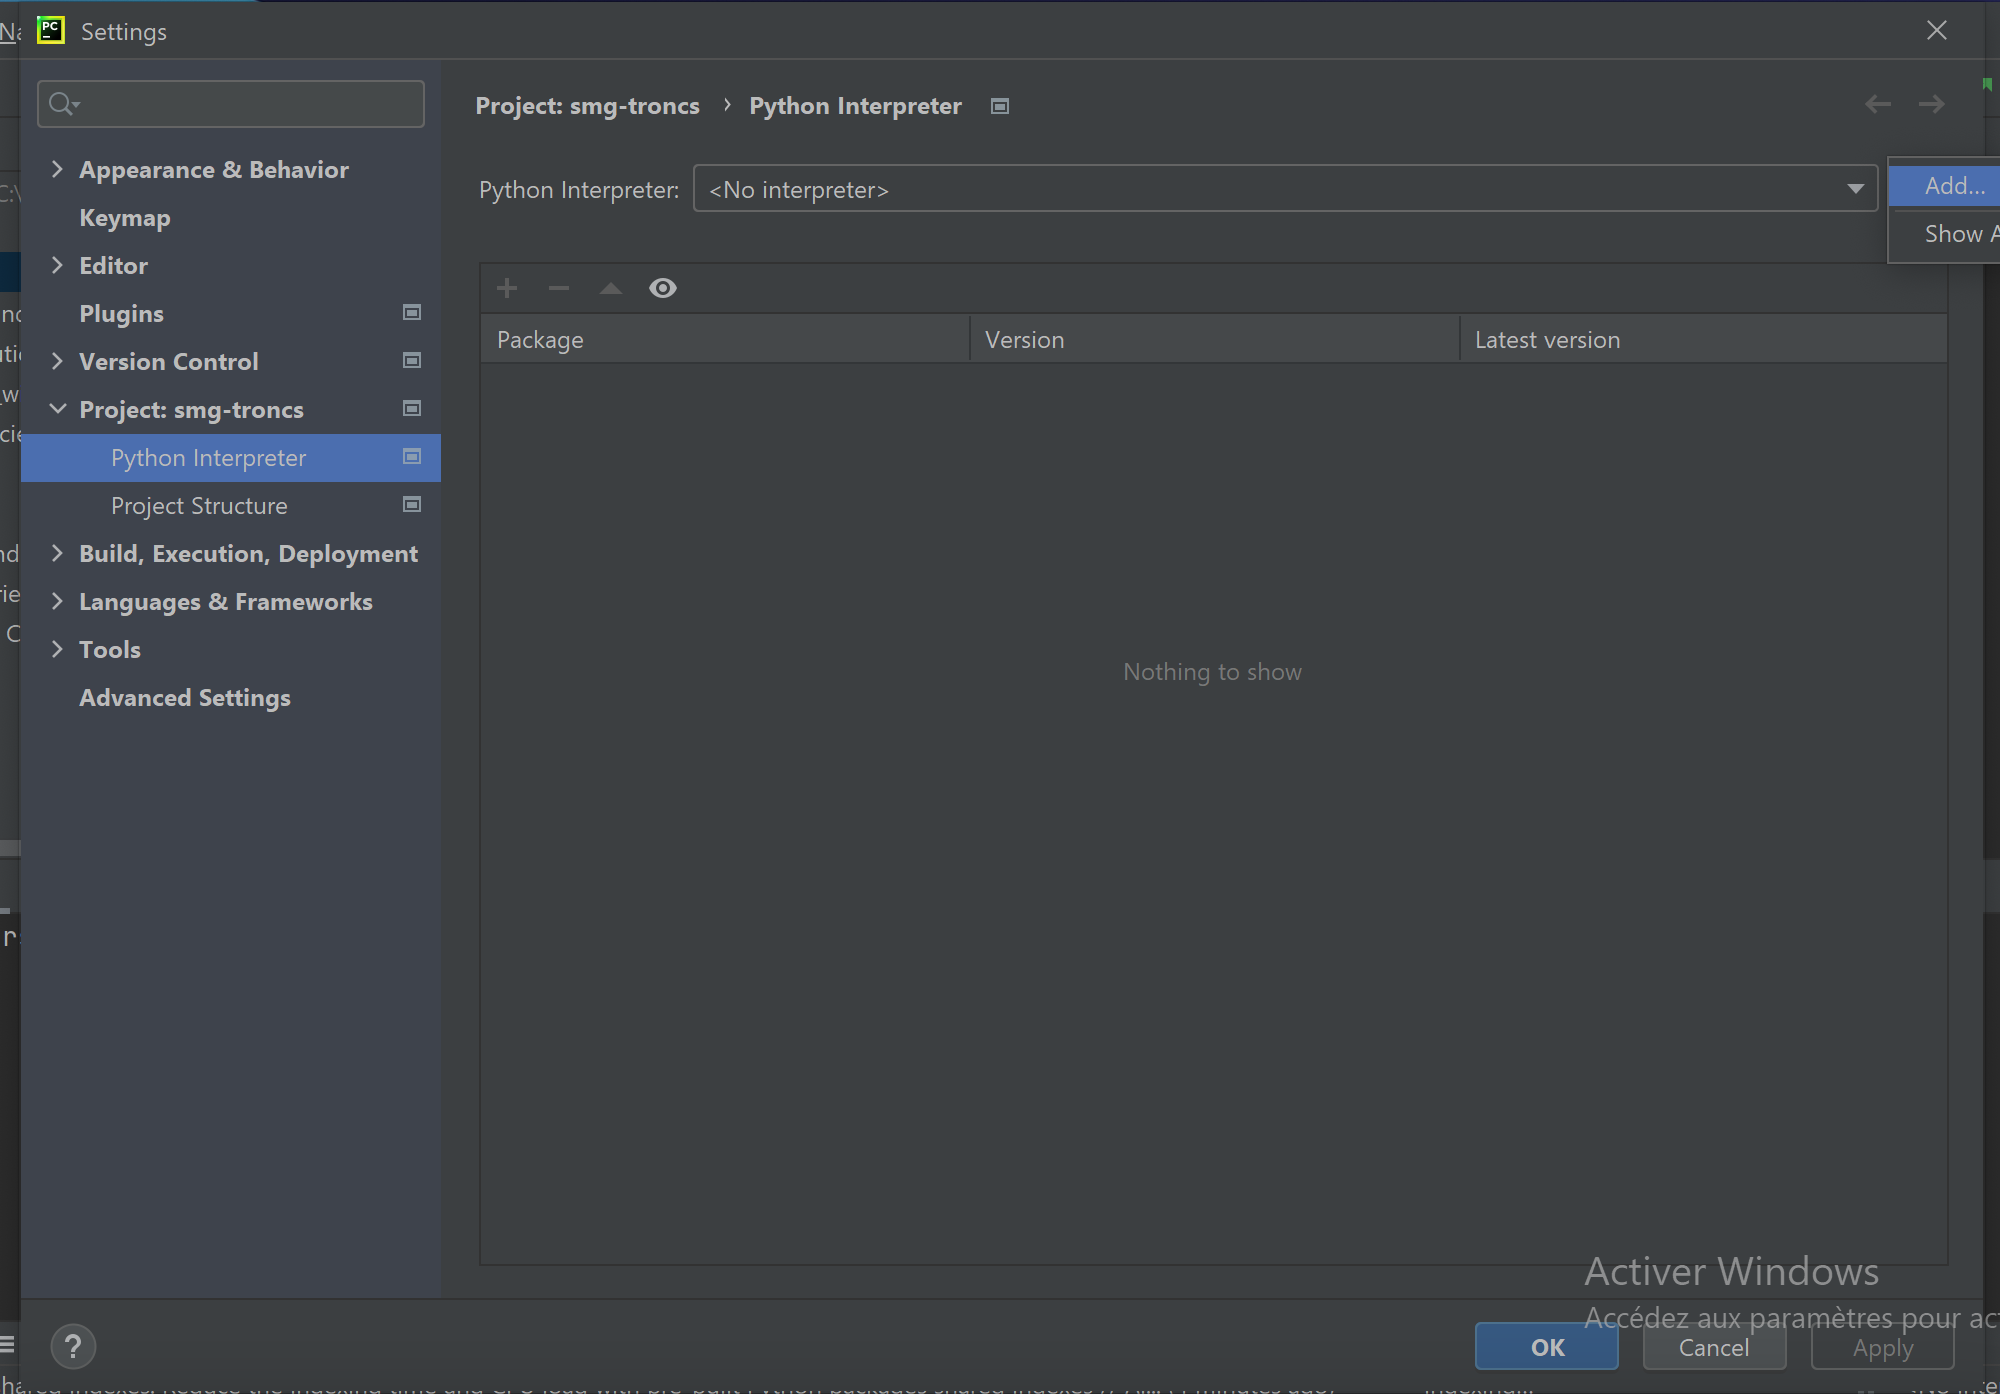 PC
Settings
Project: smg-troncs › Python Interpreter
Appearance & Behavior
Keymap
Editor
Plugins
Version Control
Project: smg-troncs
Python Interpreter
Project Structure
Build, Execution, Deployment
Languages & Frameworks
Tools
Advanced Settings
Python Interpreter: <No interpreter>
Add...
Show A
Package Version Latest version
Nothing to show
Activer Windows
Accédez aux paramètres pour act
? OK Cancel Apply